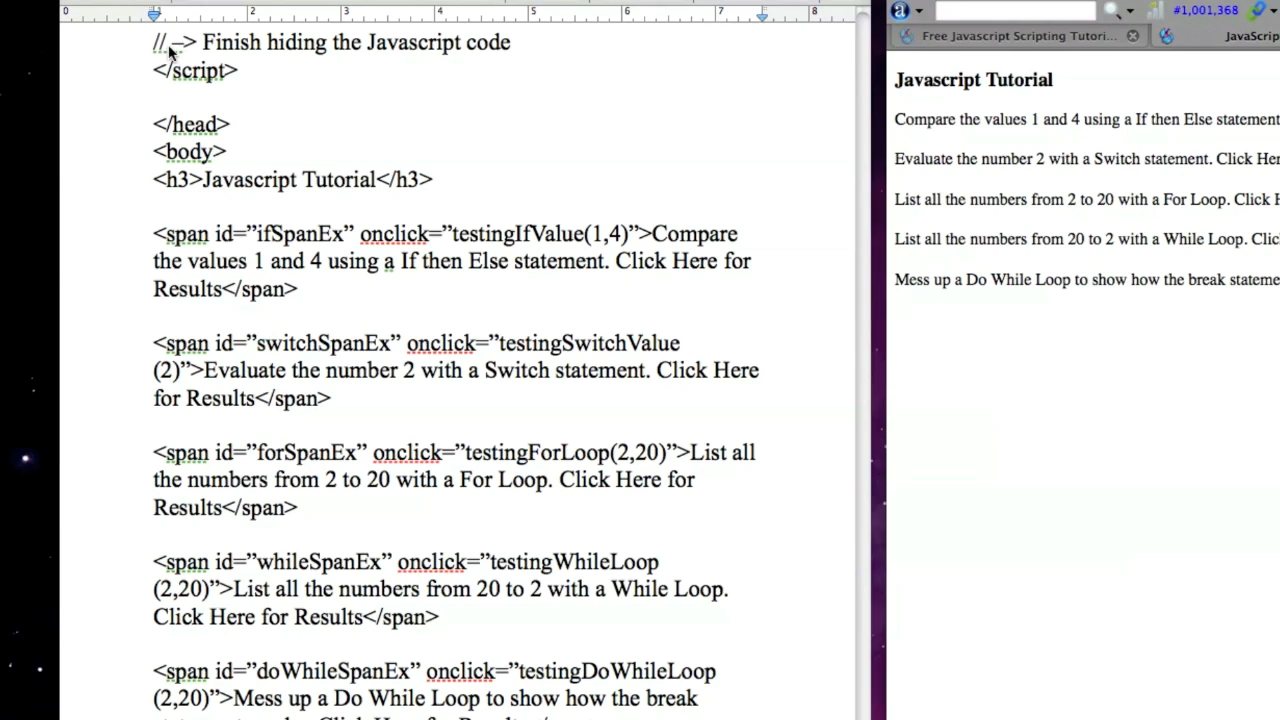 1 2 3 4 5 6 7 8
// –> Finish hiding the Javascript code
</script>
</head>
<body>
<h3>Javascript Tutorial</h3>
<span id=”ifSpanEx” onclick=”testingIfValue(1,4)”>Compare
the values 1 and 4 using a If then Else statement. Click Here for
Results</span>
<span id=”switchSpanEx” onclick=”testingSwitchValue
(2)”>Evaluate the number 2 with a Switch statement. Click Here
for Results</span>
<span id=”forSpanEx” onclick=”testingForLoop(2,20)”>List all
the numbers from 2 to 20 with a For Loop. Click Here for
Results</span>
<span id=”whileSpanEx” onclick=”testingWhileLoop
(2,20)”>List all the numbers from 20 to 2 with a While Loop.
Click Here for Results</span>
<span id=”doWhileSpanEx” onclick=”testingDoWhileLoop
(2,20)”>Mess up a Do While Loop to show how the break
a #1,001,368
Free Javascript Scripting Tutori... JavaScrip
Javascript Tutorial
Compare the values 1 and 4 using a If then Else statement
Evaluate the number 2 with a Switch statement. Click Her
List all the numbers from 2 to 20 with a For Loop. Click H
List all the numbers from 20 to 2 with a While Loop. Clic
Mess up a Do While Loop to show how the break stateme